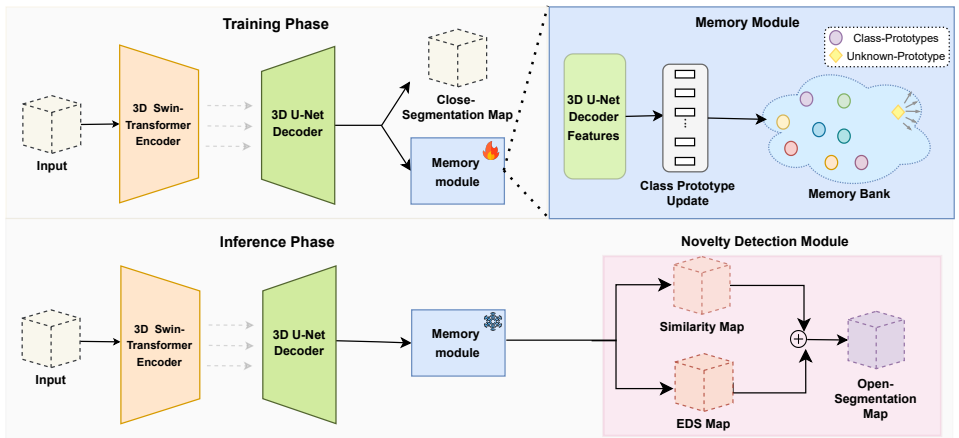 Training Phase
Input
3D Swin-
Transformer
Encoder
3D U-Net
Decoder
Close-
Segmentation Map
Memory
module
Memory Module
3D U-Net
Decoder
Features
Class Prototype
Update
Class-Prototypes
Unknown-Prototype
Memory Bank
Inference Phase
Input
3D Swin-
Transformer
Encoder
3D U-Net
Decoder
Memory
module
Novelty Detection Module
Similarity Map
EDS Map
Open-
Segmentation
Map